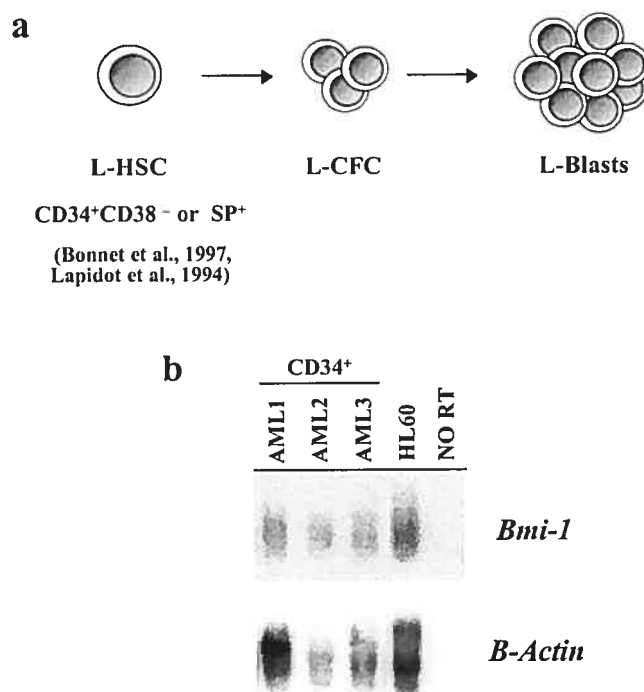 a
L-HSC L-CFC L-Blasts
CD34⁺CD38⁻ or SP⁺
(Bonnet et al., 1997,
Lapidot et al., 1994)
b
CD34⁺
AML1 AML2 AML3 HL60 NO RT
Bmi-1
B-Actin